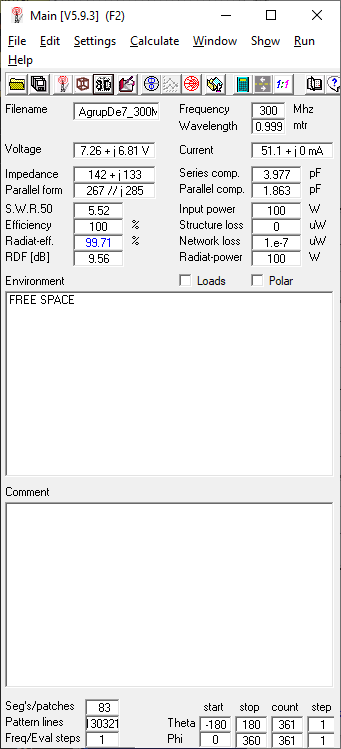 Main [V5.9.3] (F2)
File Edit Settings Calculate Window Show Run
Help
3D 1:1
Filename AgrupDe7_300M Frequency 300 Mhz
Wavelength 0.999 mtr
Voltage 7.26 + j 6.81 V Current 51.1 + j 0 mA
Impedance 142 + j 133 Series comp. 3.977 pF
Parallel form 267 // j 285 Parallel comp. 1.863 pF
S.W.R.50 5.52 Input power 100 W
Efficiency 100 % Structure loss 0 uW
Radiat-eff. 99.71 % Network loss 1.e-7 uW
RDF [dB] 9.56 Radiat-power 100 W
Environment Loads Polar
FREE SPACE
Comment
Seg's/patches 83 start stop count step
Pattern lines 130321 Theta -180 180 361 1
Freq/Eval steps 1 Phi 0 360 361 1